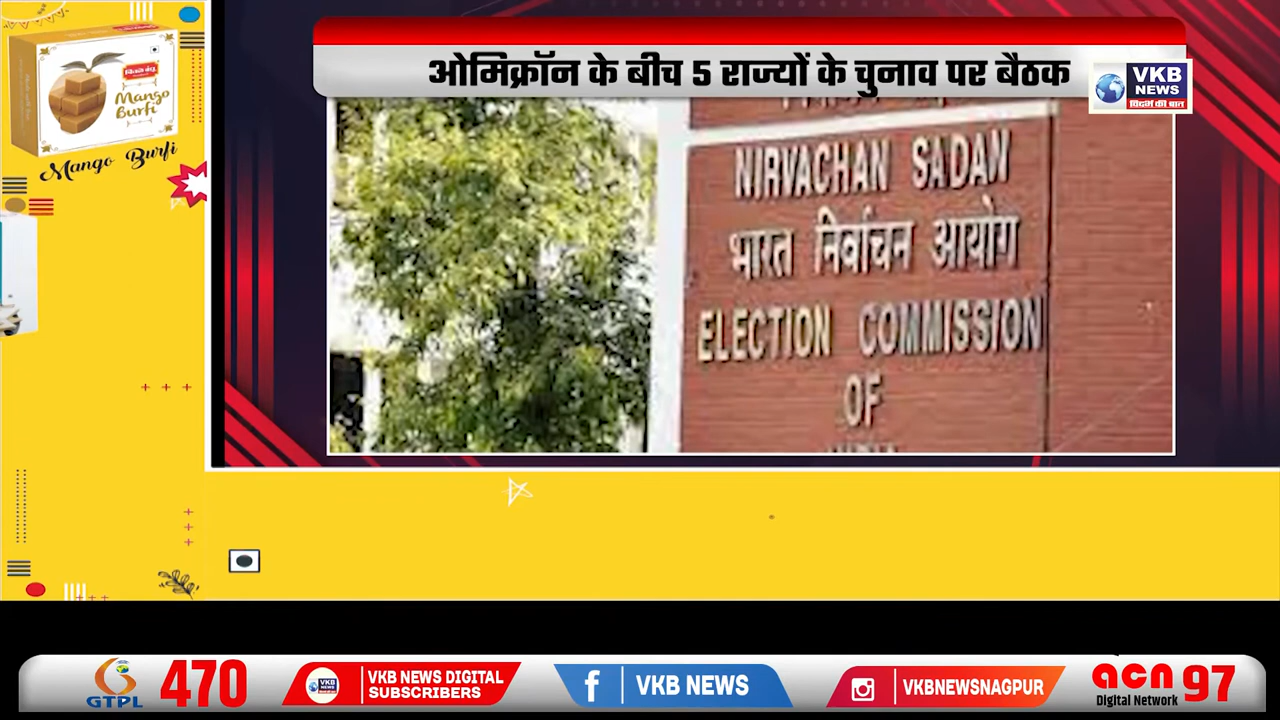 ओमिक्रॉन के बीच 5 राज्यों के चुनाव पर बैठक
VKB
NEWS
विदर्भ की बात
Mango
Burfi
Mango Burfi
NIRVACHAN SADAN
भारत निर्वाचन आयोग
ELECTION COMMISSION
OF
GTPL
470
VKB NEWS DIGITAL
SUBSCRIBERS
VKB NEWS
VKBNEWSNAGPUR
acn
Digital Network
97